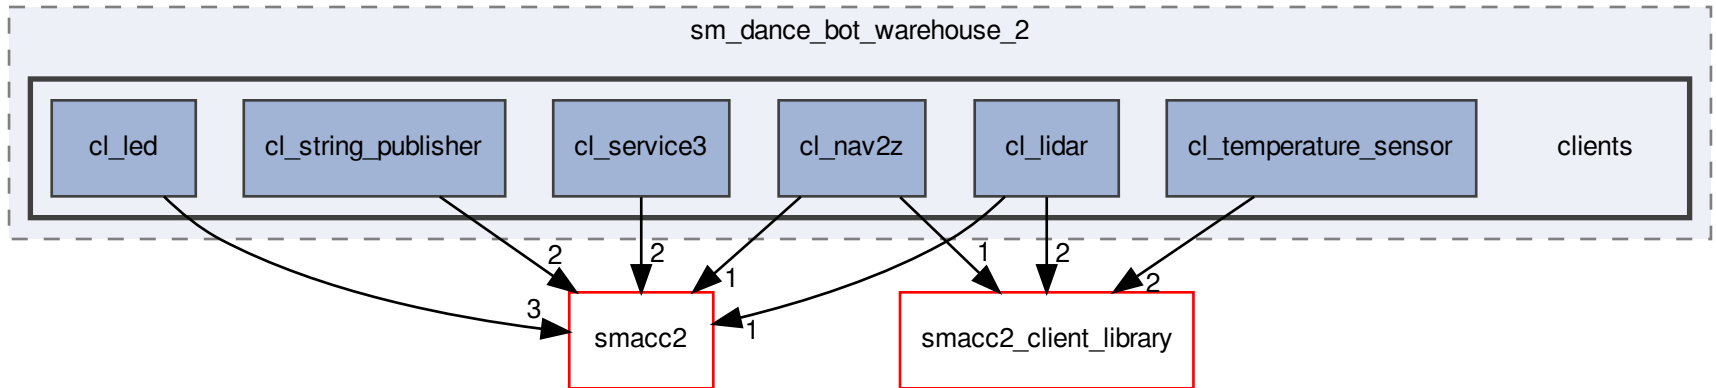 sm_dance_bot_warehouse_2
cl_led
cl_string_publisher
cl_service3
cl_nav2z
cl_lidar
cl_temperature_sensor
clients
2
2
1
1
2
2
3
1
smacc2
smacc2_client_library